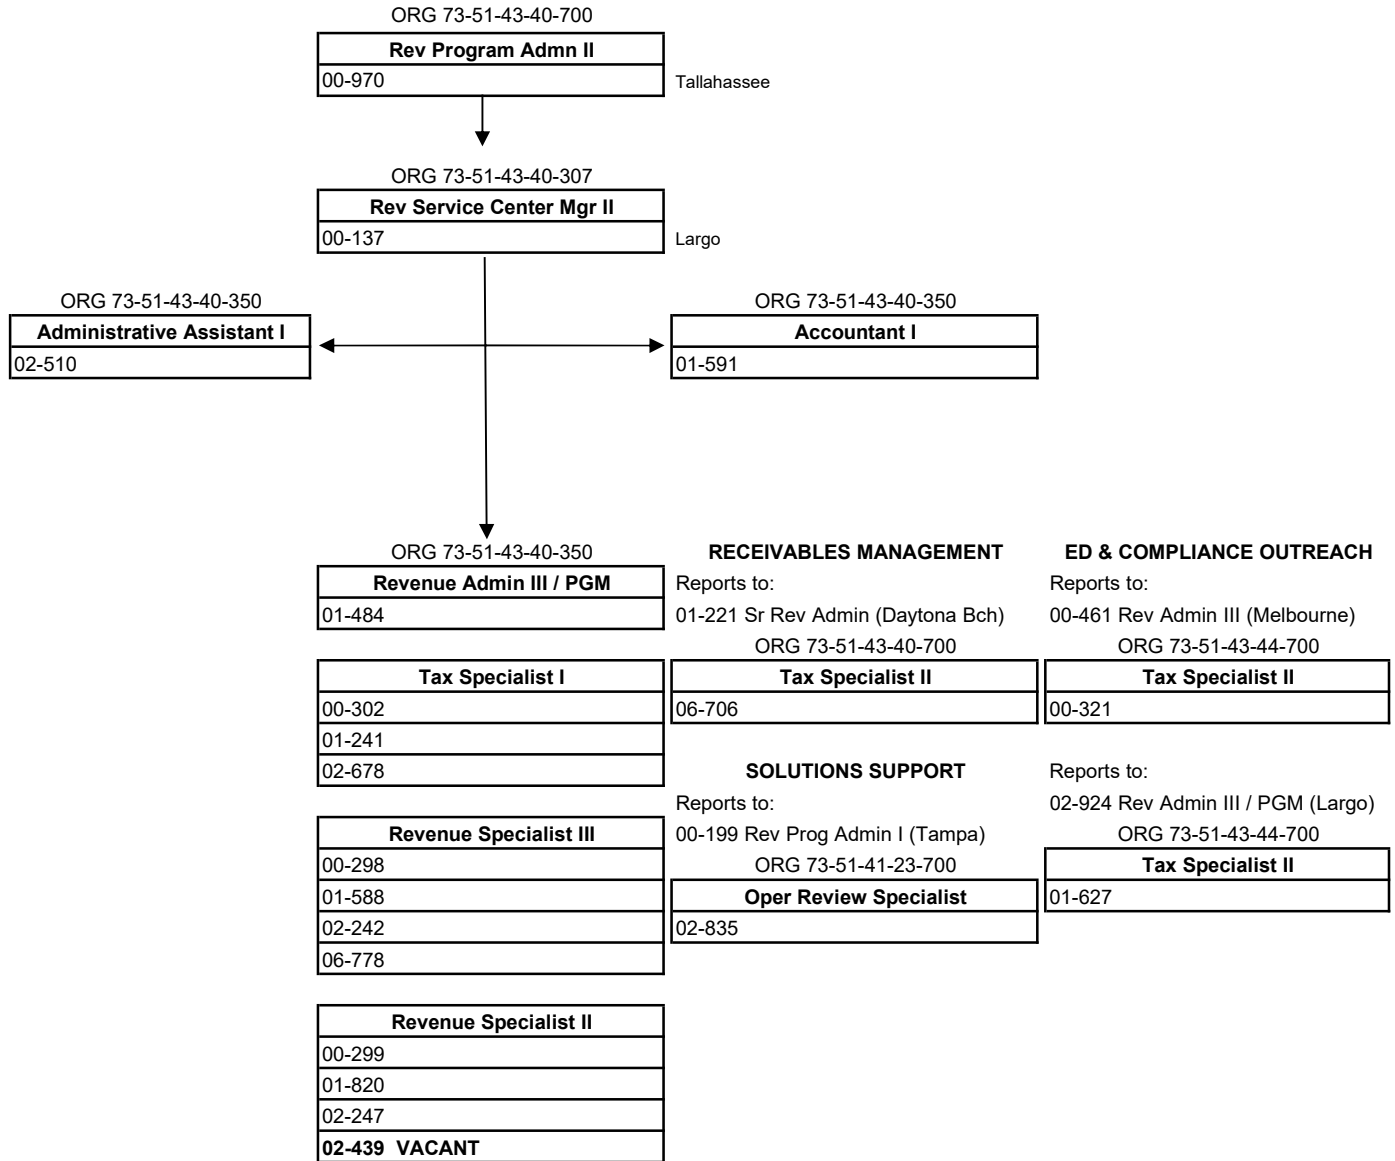 ORG 73-51-43-40-700
Rev Program Admn II
00-970
Tallahassee
ORG 73-51-43-40-307
Rev Service Center Mgr II
00-137
Largo
ORG 73-51-43-40-350
Administrative Assistant I
02-510
ORG 73-51-43-40-350
Accountant I
01-591
ORG 73-51-43-40-350
Revenue Admin III / PGM
01-484
Tax Specialist I
00-302
01-241
02-678
Revenue Specialist III
00-298
01-588
02-242
06-778
Revenue Specialist II
00-299
01-820
02-247
02-439 VACANT
RECEIVABLES MANAGEMENT
Reports to:
01-221 Sr Rev Admin (Daytona Bch)
ORG 73-51-43-40-700
Tax Specialist II
06-706
SOLUTIONS SUPPORT
Reports to:
00-199 Rev Prog Admin I (Tampa)
ORG 73-51-41-23-700
Oper Review Specialist
02-835
ED & COMPLIANCE OUTREACH
Reports to:
00-461 Rev Admin III (Melbourne)
ORG 73-51-43-44-700
Tax Specialist II
00-321
Reports to:
02-924 Rev Admin III / PGM (Largo)
ORG 73-51-43-44-700
Tax Specialist II
01-627